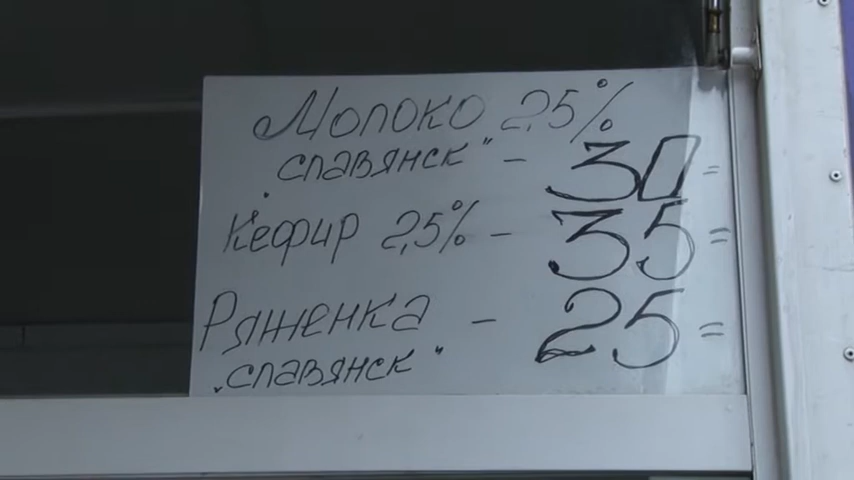 Молоко 2,5%
„славянск" - 30=
Кефир 2,5% - 35=
Ряженка - 25=
„славянск"